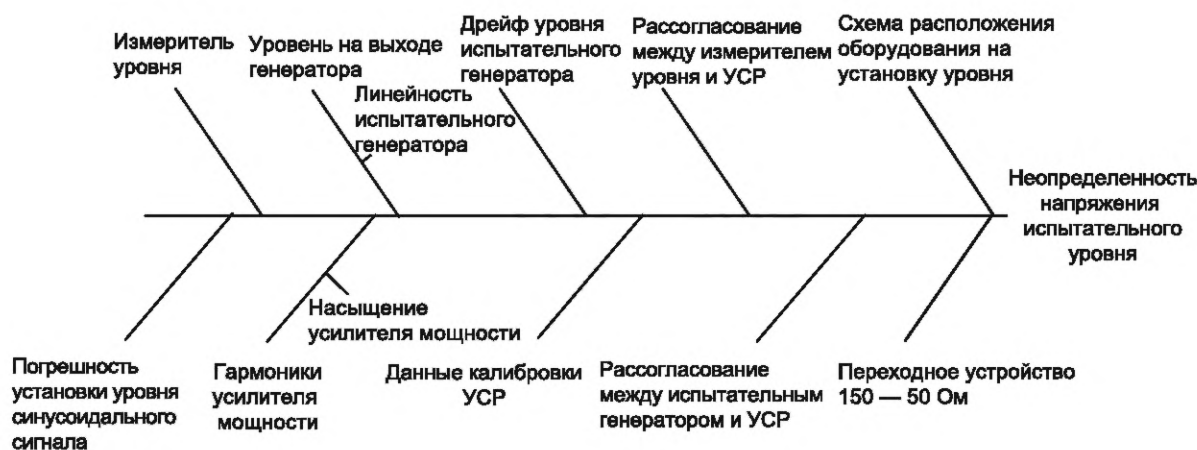 Измеритель
уровня
Уровень на выходе
генератора
Линейность
испытательного
генератора
Дрейф уровня
испытательного
генератора
Рассогласование
между измерителем
уровня и УСР
Схема расположения
оборудования на
установку уровня
Неопределенность
напряжения
испытательного
уровня
Погрешность
установки уровня
синусоидального
сигнала
Гармоники
усилителя
мощности
Насыщение
усилителя мощности
Данные калибровки
УСР
Рассогласование
между испытательным
генератором и УСР
Переходное устройство
150 — 50 Ом